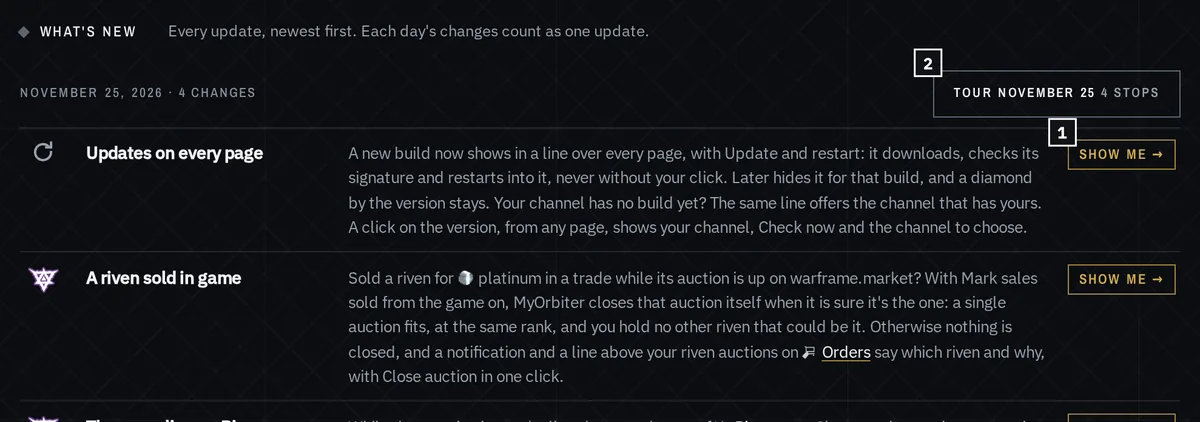 WHAT'S NEW Every update, newest first. Each day's changes count as one update.
2
NOVEMBER 25, 2026 · 4 CHANGES TOUR NOVEMBER 25 4 STOPS
1
Updates on every page
A new build now shows in a line over every page, with Update and restart: it downloads, checks its
signature and restarts into it, never without your click. Later hides it for that build, and a diamond
by the version stays. Your channel has no build yet? The same line offers the channel that has yours.
A click on the version, from any page, shows your channel, Check now and the channel to choose.
SHOW ME →
A riven sold in game
Sold a riven for platinum in a trade while its auction is up on warframe.market? With Mark sales
sold from the game on, MyOrbiter closes that auction itself when it is sure it's the one: a single
auction fits, at the same rank, and you hold no other riven that could be it. Otherwise nothing is
closed, and a notification and a line above your riven auctions on Orders say which riven and why,
with Close auction in one click.
SHOW ME →